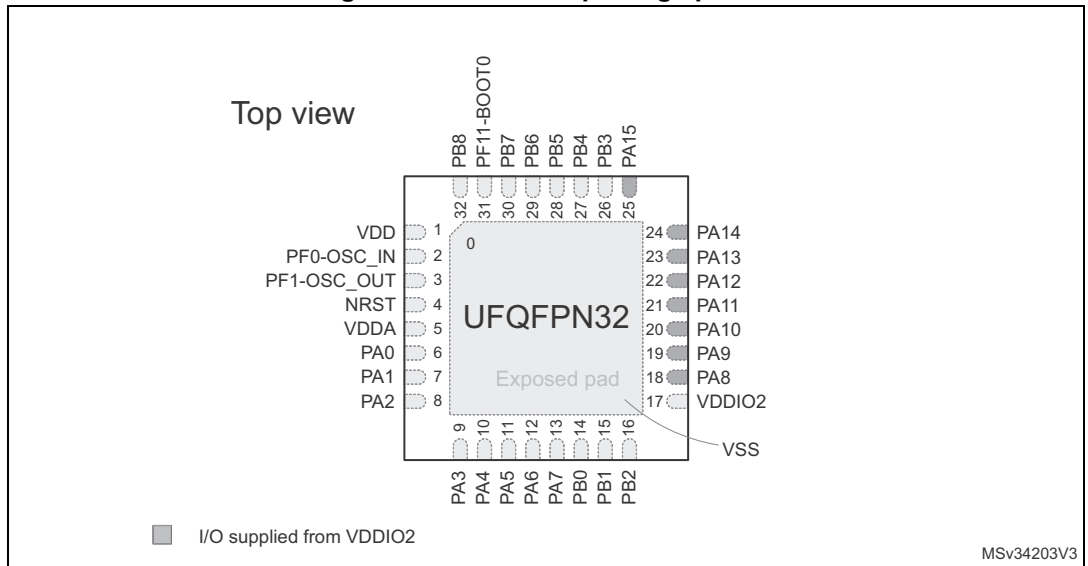 Top view
PB8
PF11-BOOT0
PB7
PB6
PB5
PB4
PB3
PA15
32
31
30
29
28
27
26
25
VDD 1
PF0-OSC_IN 2
PF1-OSC_OUT 3
NRST 4
VDDA 5
PA0 6
PA1 7
PA2 8
0
UFQFPN32
Exposed pad
24 PA14
23 PA13
22 PA12
21 PA11
20 PA10
19 PA9
18 PA8
17 VDDIO2
VSS
9
10
11
12
13
14
15
16
PA3
PA4
PA5
PA6
PA7
PB0
PB1
PB2
I/O supplied from VDDIO2
MSv34203V3